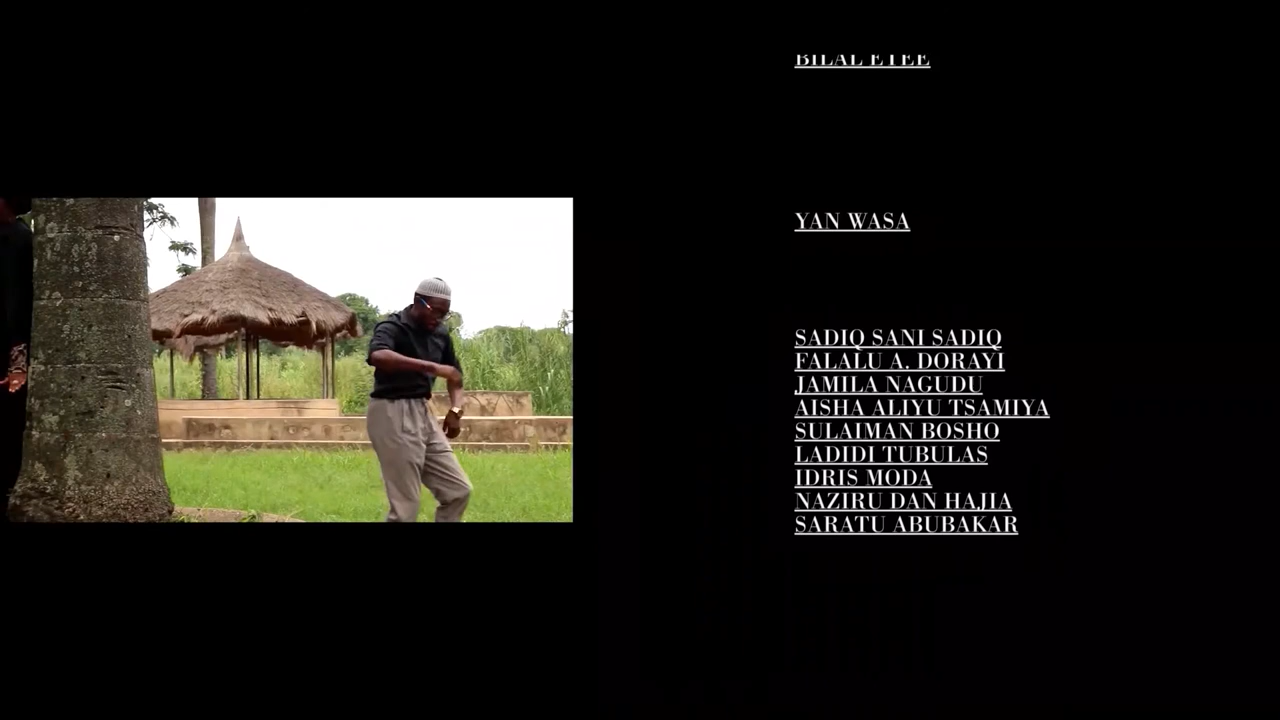 BILAL ETEE
YAN WASA
SADIQ SANI SADIQ
FALALU A. DORAYI
JAMILA NAGUDU
AISHA ALIYU TSAMIYA
SULAIMAN BOSHO
LADIDI TUBULAS
IDRIS MODA
NAZIRU DAN HAJIA
SARATU ABUBAKAR